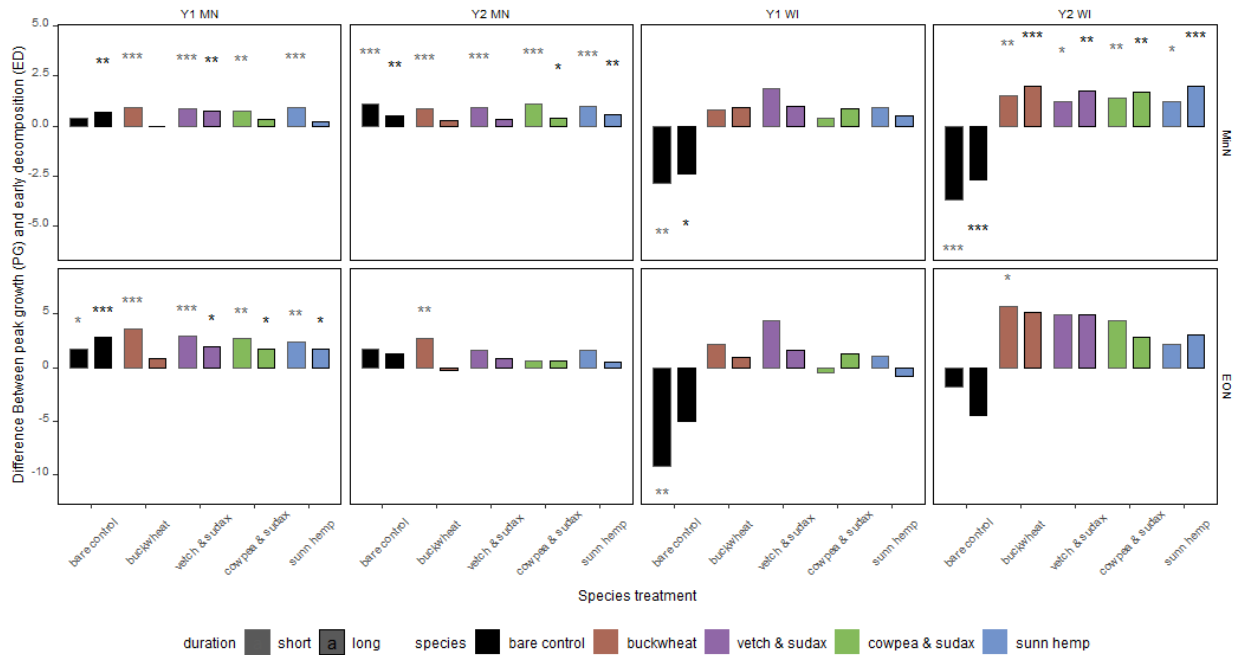 Y1 MN Y2 MN Y1 WI Y2 WI
Difference Between peak growth (PG) and early decomposition (ED)
5.0
2.5
0.0
-2.5
-5.0
** *** *** ** ** ***
*** ** *** *** *** * *** **
** *
** *** * ** ** ** * ***
*** ***
MinN
5
0
-5
-10
* *** *** *** * ** * ** *
**
**
*
EON
bare control buckwheat vetch & sudax cowpea & sudax sunn hemp
bare control buckwheat vetch & sudax cowpea & sudax sunn hemp
bare control buckwheat vetch & sudax cowpea & sudax sunn hemp
bare control buckwheat vetch & sudax cowpea & sudax sunn hemp
Species treatment
duration short a long species bare control buckwheat vetch & sudax cowpea & sudax sunn hemp